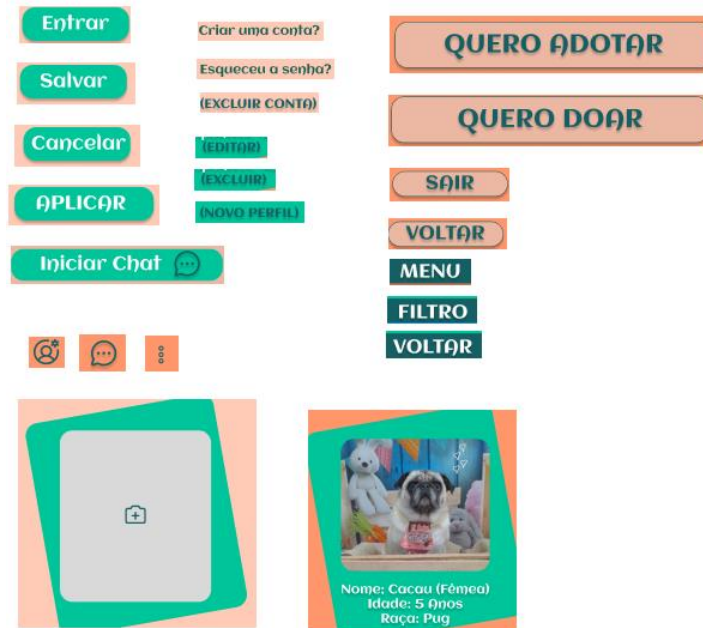 Entrar
Salvar
Cancelar
APLICAR
Iniciar Chat
Criar uma conta?
Esqueceu a senha?
(EXCLUIR CONTA)
(EDITAR)
(EXCLUIR)
(NOVO PERFIL)
QUERO ADOTAR
QUERO DOAR
SAIR
VOLTAR
MENU
FILTRO
VOLTAR
Nome: Cacau (Fêmea)
Idade: 5 Anos
Raça: Pug